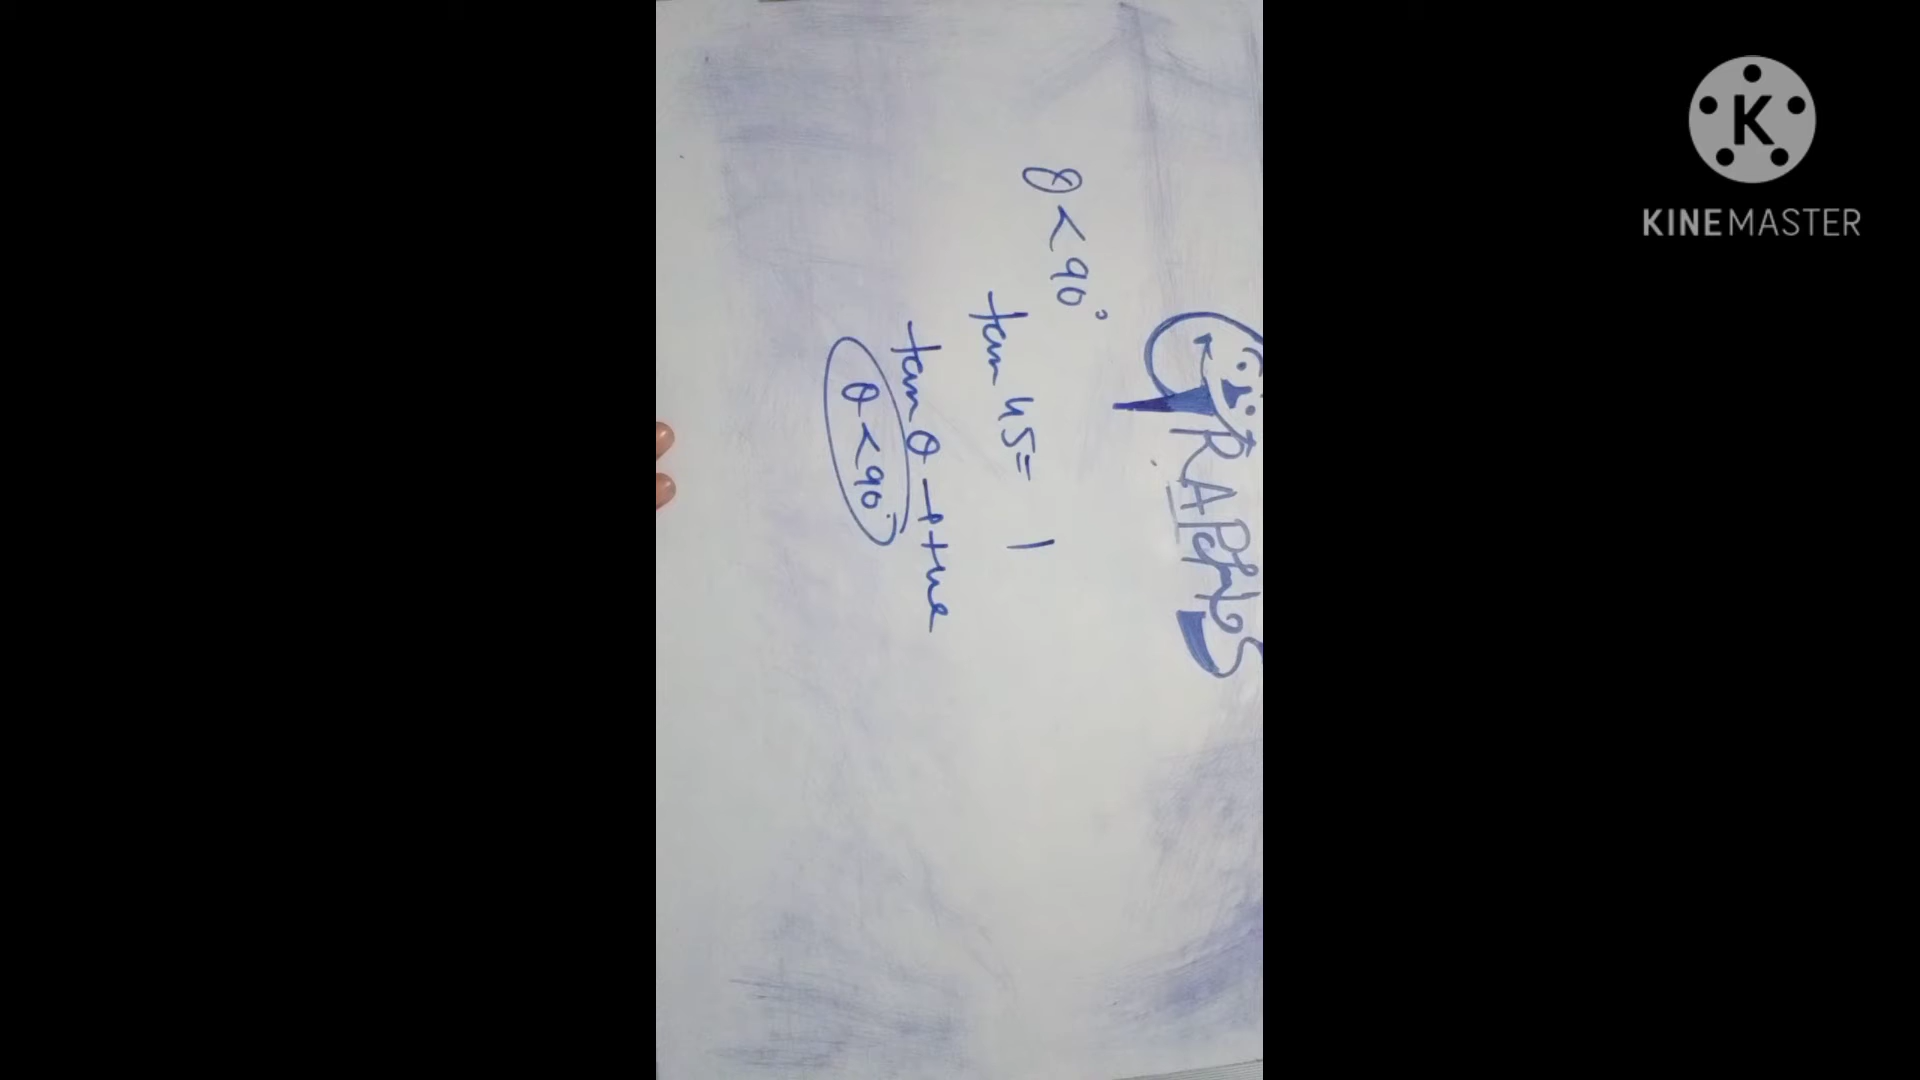 GRAPHS
θ < 90°
tan 45 = 1
tan θ → +ve
θ < 90°
KINEMASTER